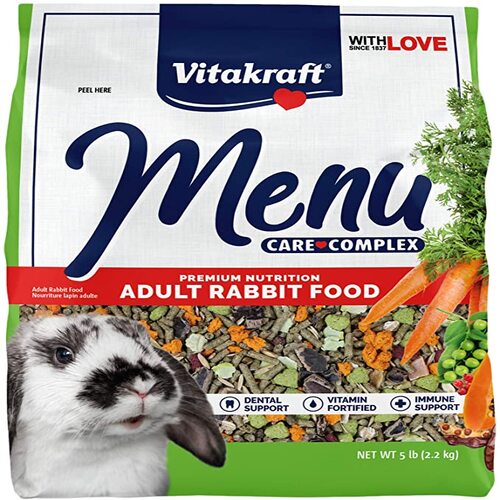 WITH LOVE
SINCE 1837
Vitakraft
PEEL HERE
Menu
CARE COMPLEX
PREMIUM NUTRITION
ADULT RABBIT FOOD
Adult Rabbit Food
Nourriture lapin adulte
DENTAL SUPPORT
VITAMIN FORTIFIED
IMMUNE SUPPORT
NET WT 5 lb (2.2 kg)